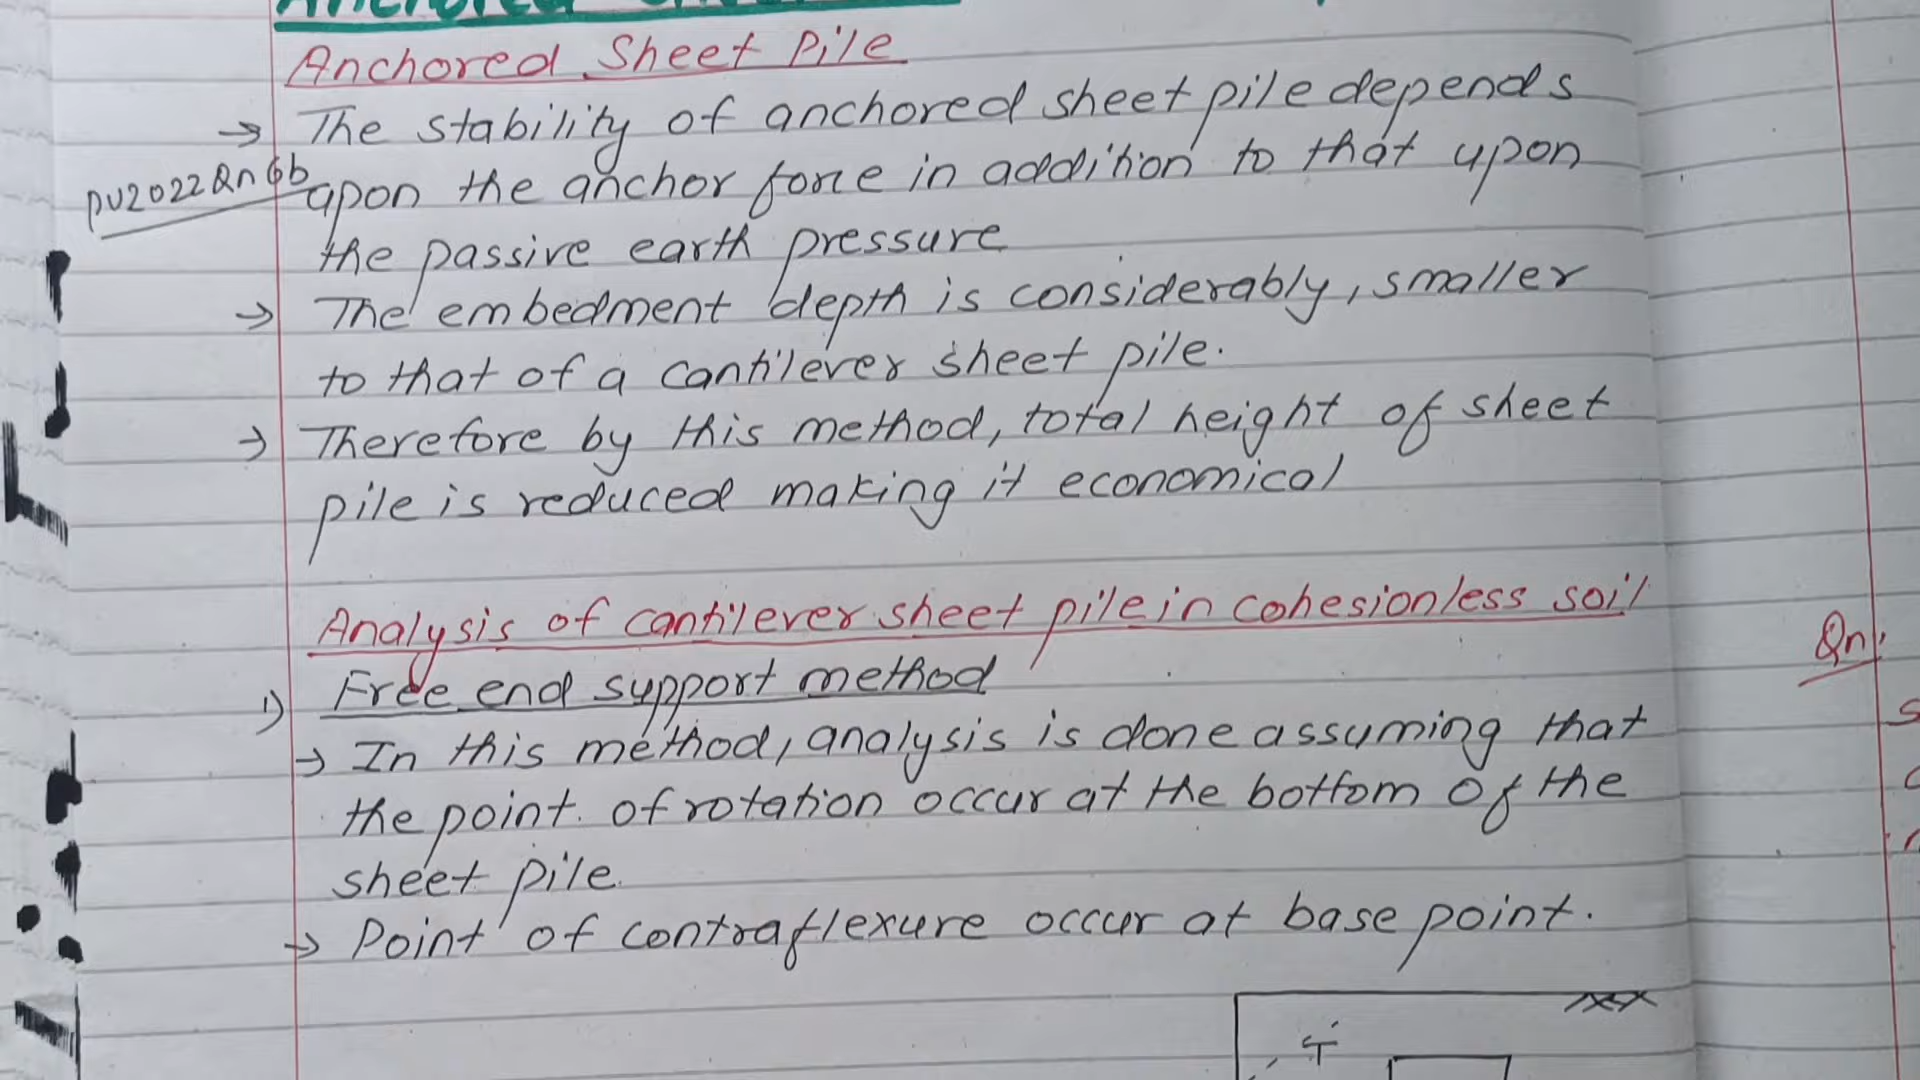 Anchored Sheet Pile
→ The stability of anchored sheet pile depends
PU2022Qn6b
upon the anchor force in addition to that upon
the passive earth pressure
→ The embedment depth is considerably, smaller
to that of a cantilever sheet pile.
→ Therefore by this method, total height of sheet
pile is reduced making it economical
Analysis of cantilever sheet pile in cohesionless soil
1) Free end support method
→ In this method, analysis is done assuming that
the point of rotation occur at the bottom of the
sheet pile.
→ Point of contraflexure occur at base point.
Qn.